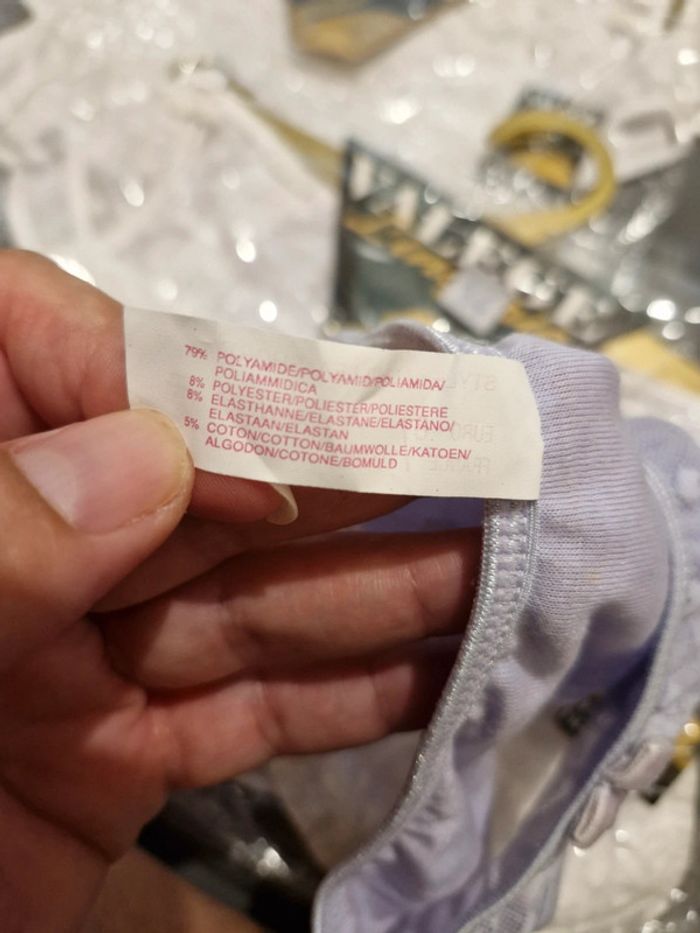 VALEGE
79% POLYAMIDE/POLYAMID/POLIAMIDA/
POLIAMMIDICA
8% POLYESTER/POLIESTER/POLIESTERE
8% ELASTHANNE/ELASTANE/ELASTANO/
ELASTAAN/ELASTAN
5% COTON/COTTON/BAUMWOLLE/KATOEN/
ALGODON/COTONE/BOMULD